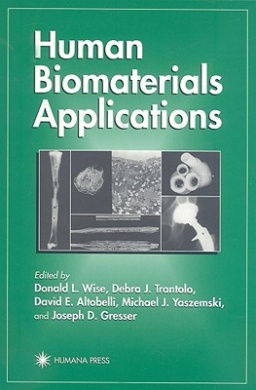 Human
Biomaterials
Applications
Edited by
Donald L. Wise, Debra J. Trantolo,
David E. Altobelli, Michael J. Yaszemski,
and Joseph D. Gresser
HUMANA PRESS